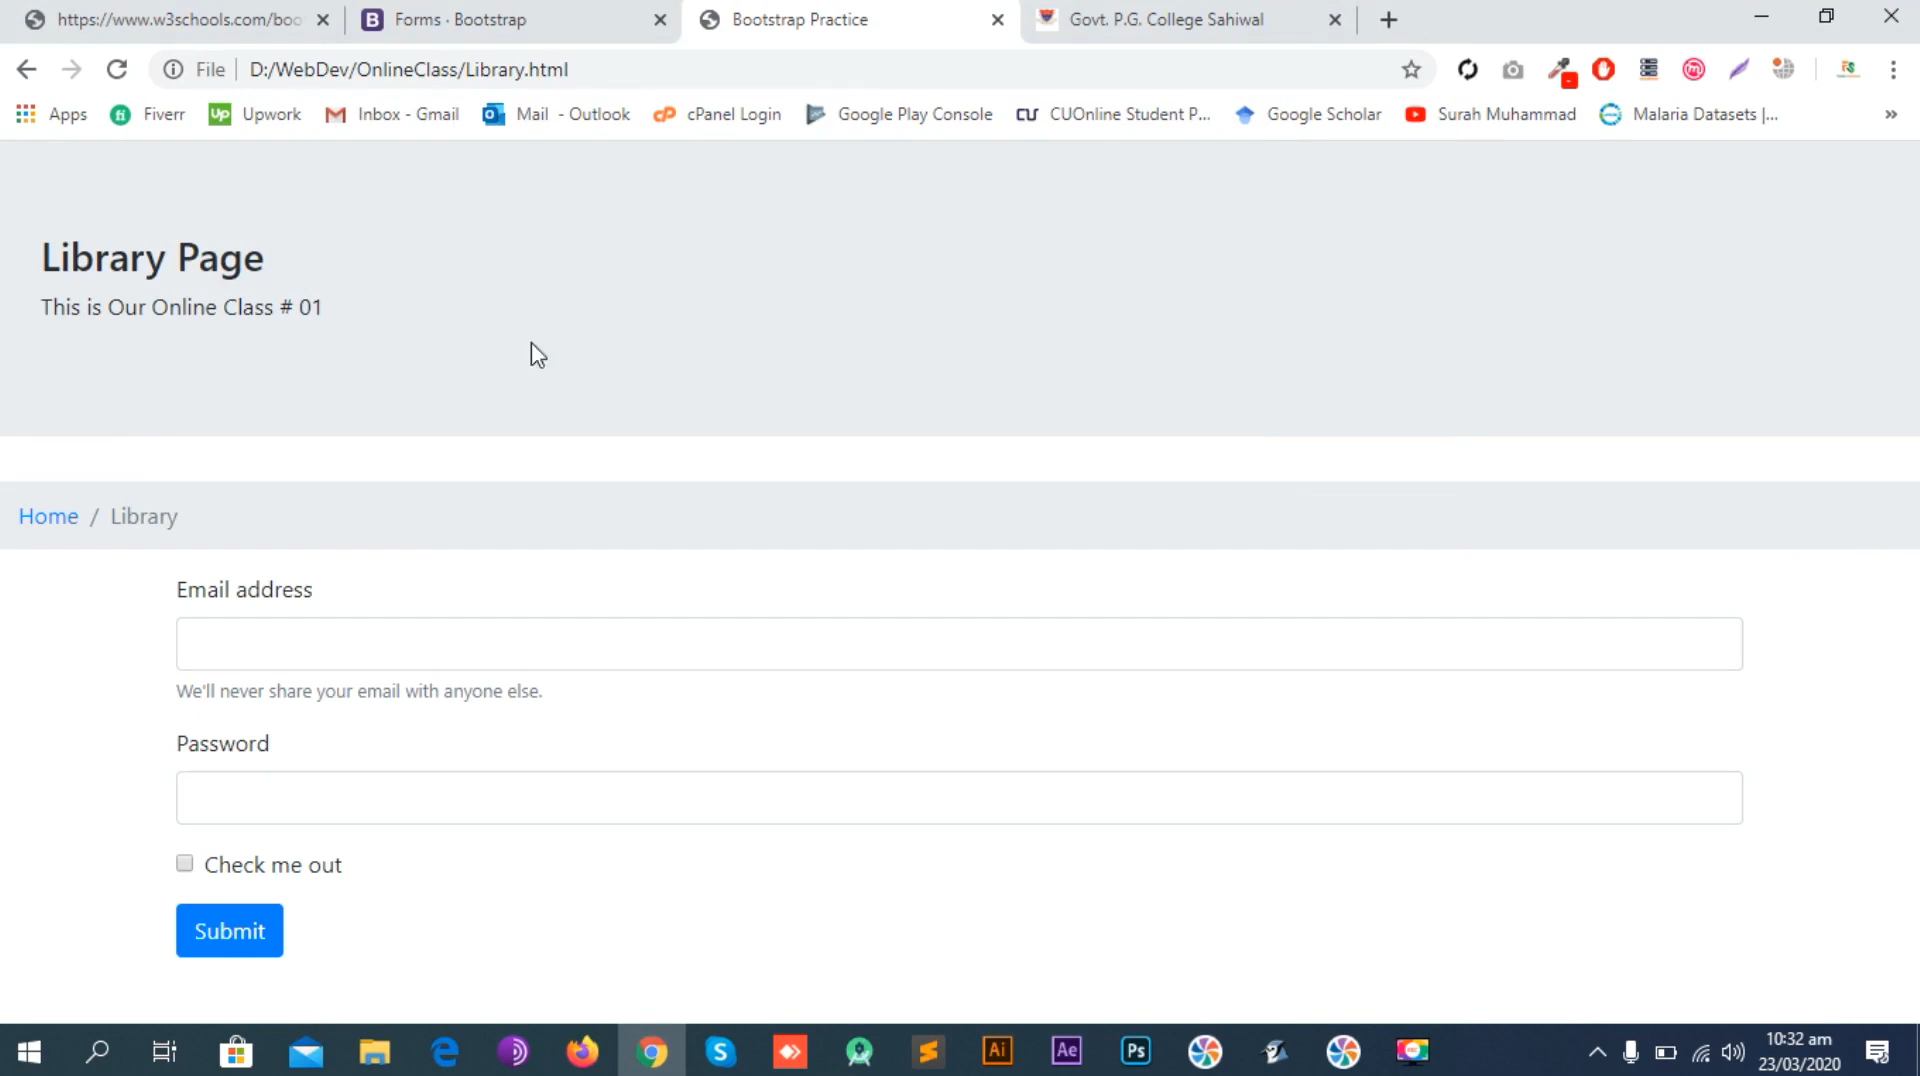 https://www.w3schools.com/boo
Forms · Bootstrap
Bootstrap Practice
Govt. P.G. College Sahiwal
File
D:/WebDev/OnlineClass/Library.html
Apps
Fiverr
Upwork
Inbox - Gmail
Mail - Outlook
cPanel Login
Google Play Console
CUOnline Student P...
Google Scholar
Surah Muhammad
Malaria Datasets |...
Library Page
This is Our Online Class # 01
Home / Library
Email address
We'll never share your email with anyone else.
Password
Check me out
Submit
10:32 am
23/03/2020